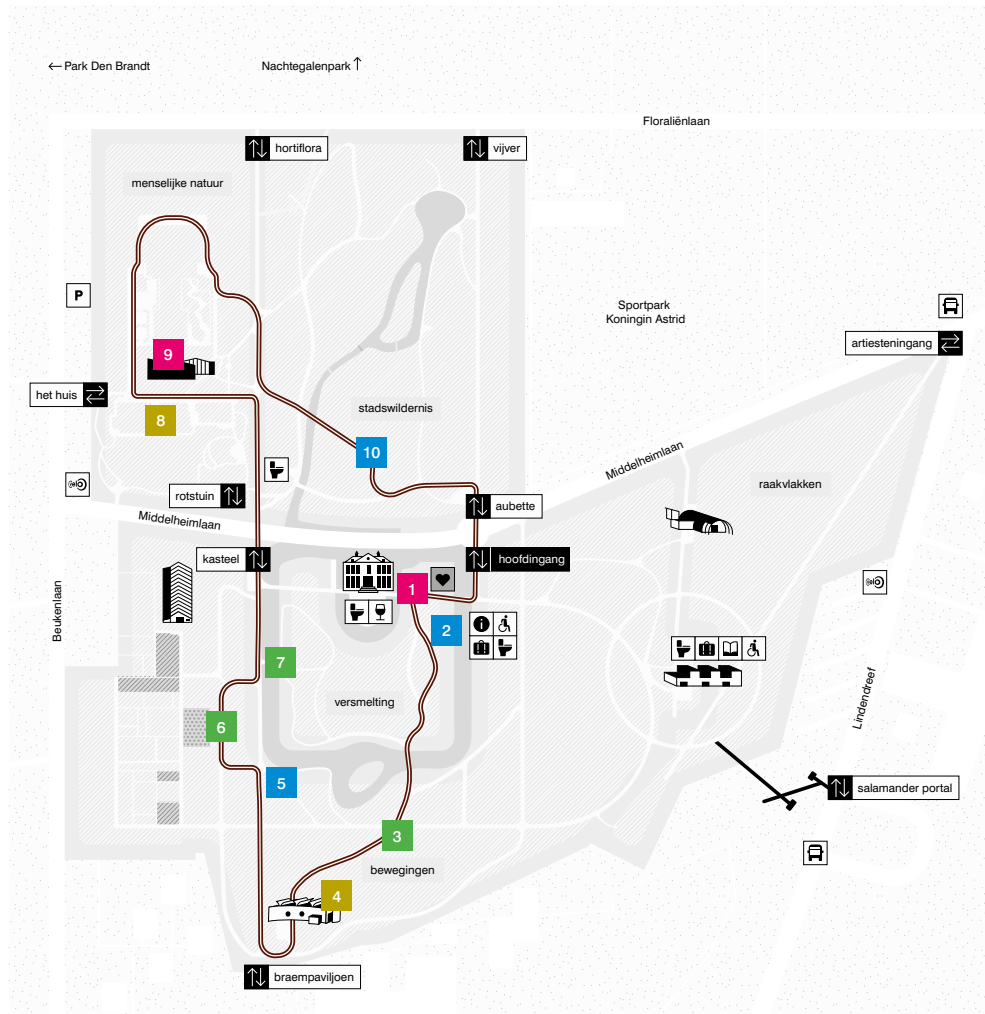 ← Park Den Brandt
Nachtegalenpark ↑
Floraliënlaan
hortiflora
vijver
menselijke natuur
P
Sportpark
Koningin Astrid
artiesteningang
9
het huis
8
stadswildernis
10
Middelheimlaan
raakvlakken
rotstuin
aubette
Middelheimlaan
kasteel
hoofdingang
1
Beukenlaan
2
i
7
versmelting
6
Lindendreef
5
salamander portal
3
bewegingen
4
braempaviljoen